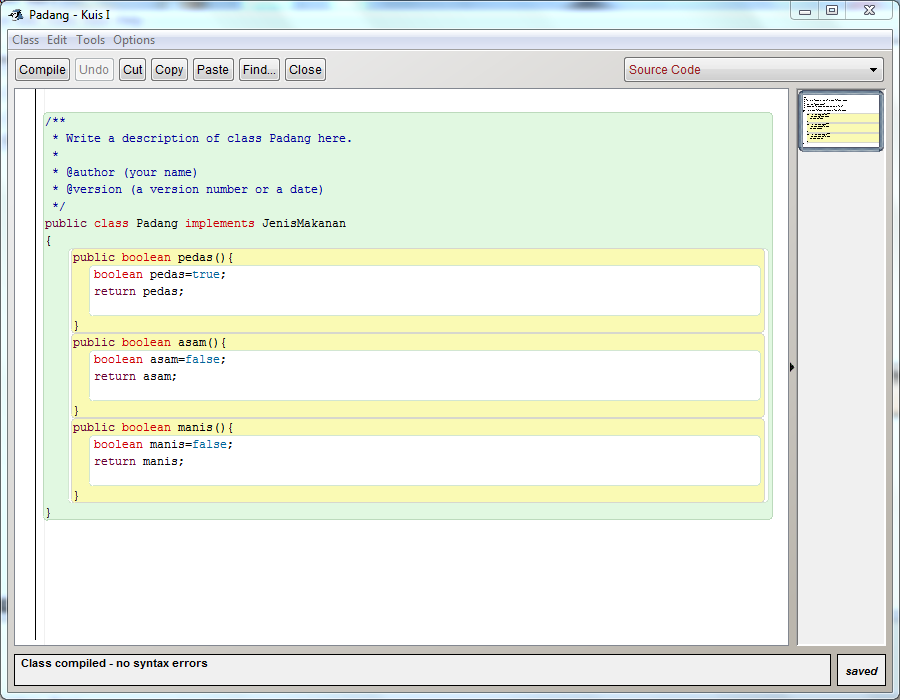 Padang - Kuis I
Class Edit Tools Options
Compile Undo Cut Copy Paste Find... Close Source Code
/**
 * Write a description of class Padang here.
 *
 * @author (your name)
 * @version (a version number or a date)
 */
public class Padang implements JenisMakanan
{
    public boolean pedas(){
       boolean pedas=true;
       return pedas;
    }
    public boolean asam(){
       boolean asam=false;
       return asam;
    }
    public boolean manis(){
       boolean manis=false;
       return manis;
    }
}
Class compiled - no syntax errors
saved